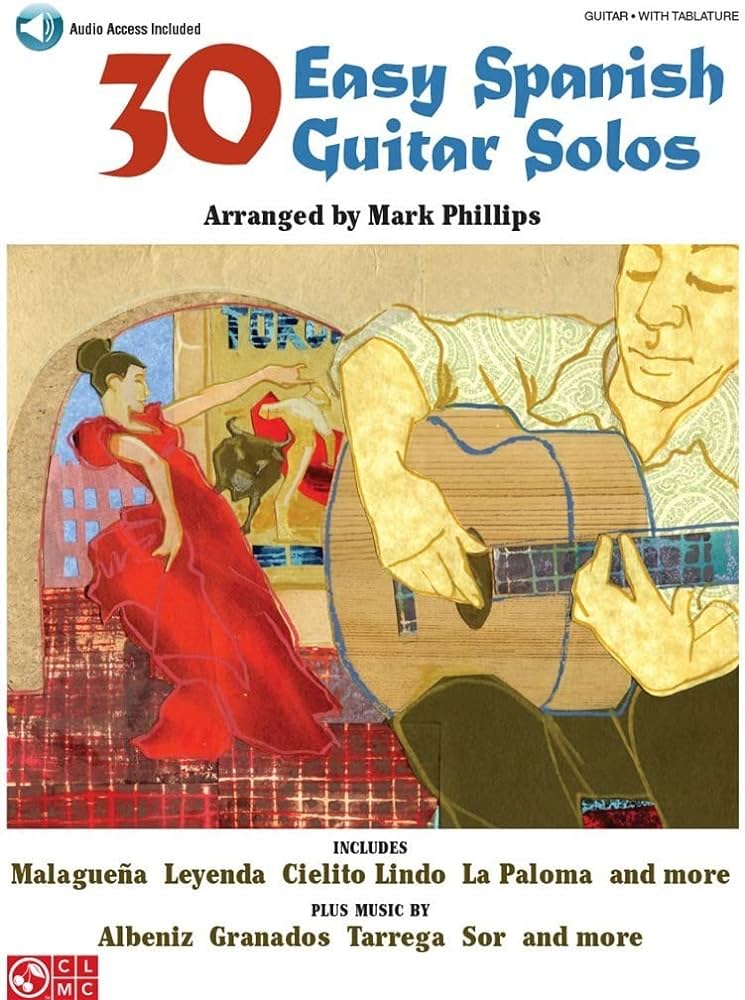 Audio Access Included
GUITAR • WITH TABLATURE
30 Easy Spanish
Guitar Solos
Arranged by Mark Phillips
INCLUDES
Malagueña Leyenda Cielito Lindo La Paloma and more
PLUS MUSIC BY
Albeniz Granados Tarrega Sor and more
CL
MC